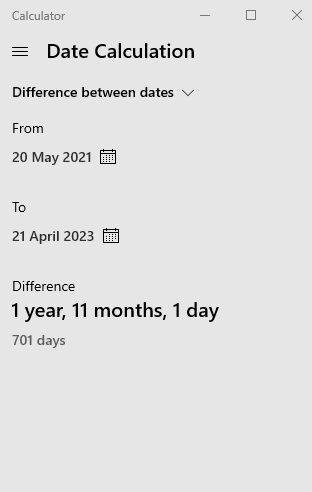 Calculator
Date Calculation
Difference between dates
From
20 May 2021
To
21 April 2023
Difference
1 year, 11 months, 1 day
701 days